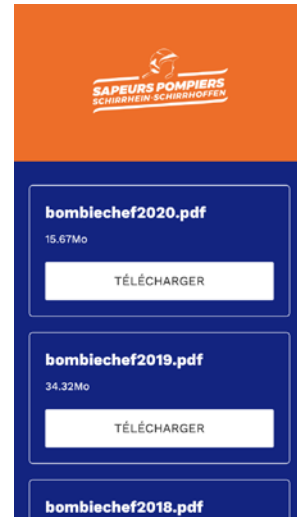 SAPEURS POMPIERS
SCHIRRHEIN-SCHIRRHOFFEN
bombiechef2020.pdf
15.67Mo
TÉLÉCHARGER
bombiechef2019.pdf
34.32Mo
TÉLÉCHARGER
bombiechef2018.pdf